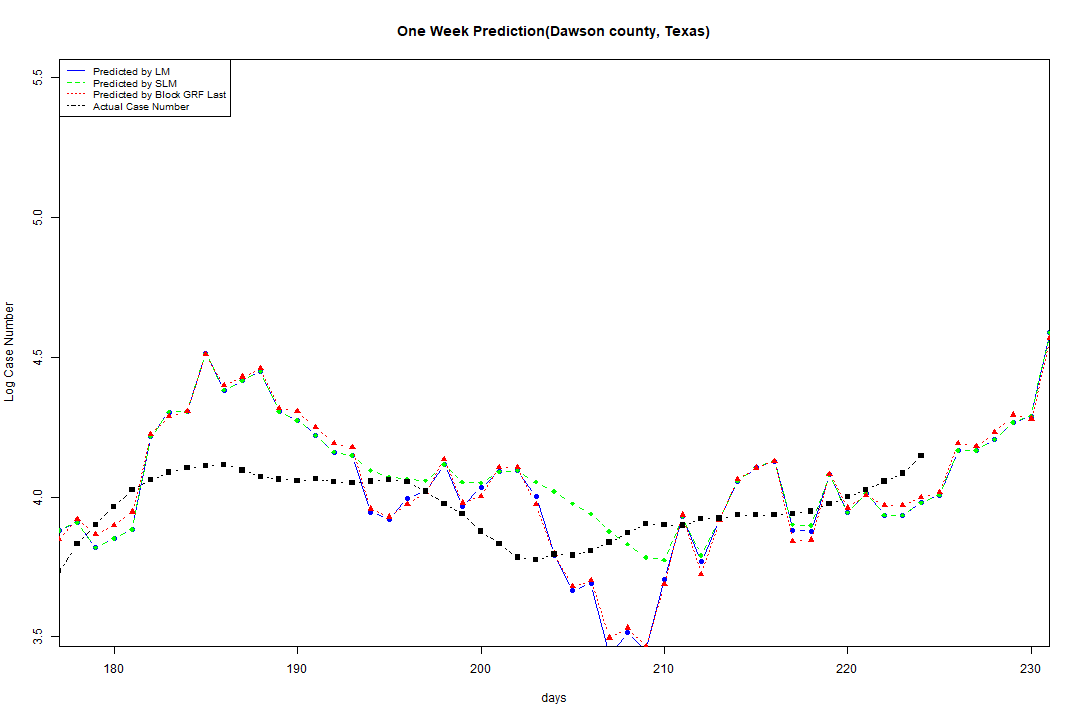 One Week Prediction(Dawson county, Texas)
Predicted by LM
Predicted by SLM
Predicted by Block GRF Last
Actual Case Number
5.5
5.0
4.5
4.0
3.5
Log Case Number
180 190 200 210 220 230
days